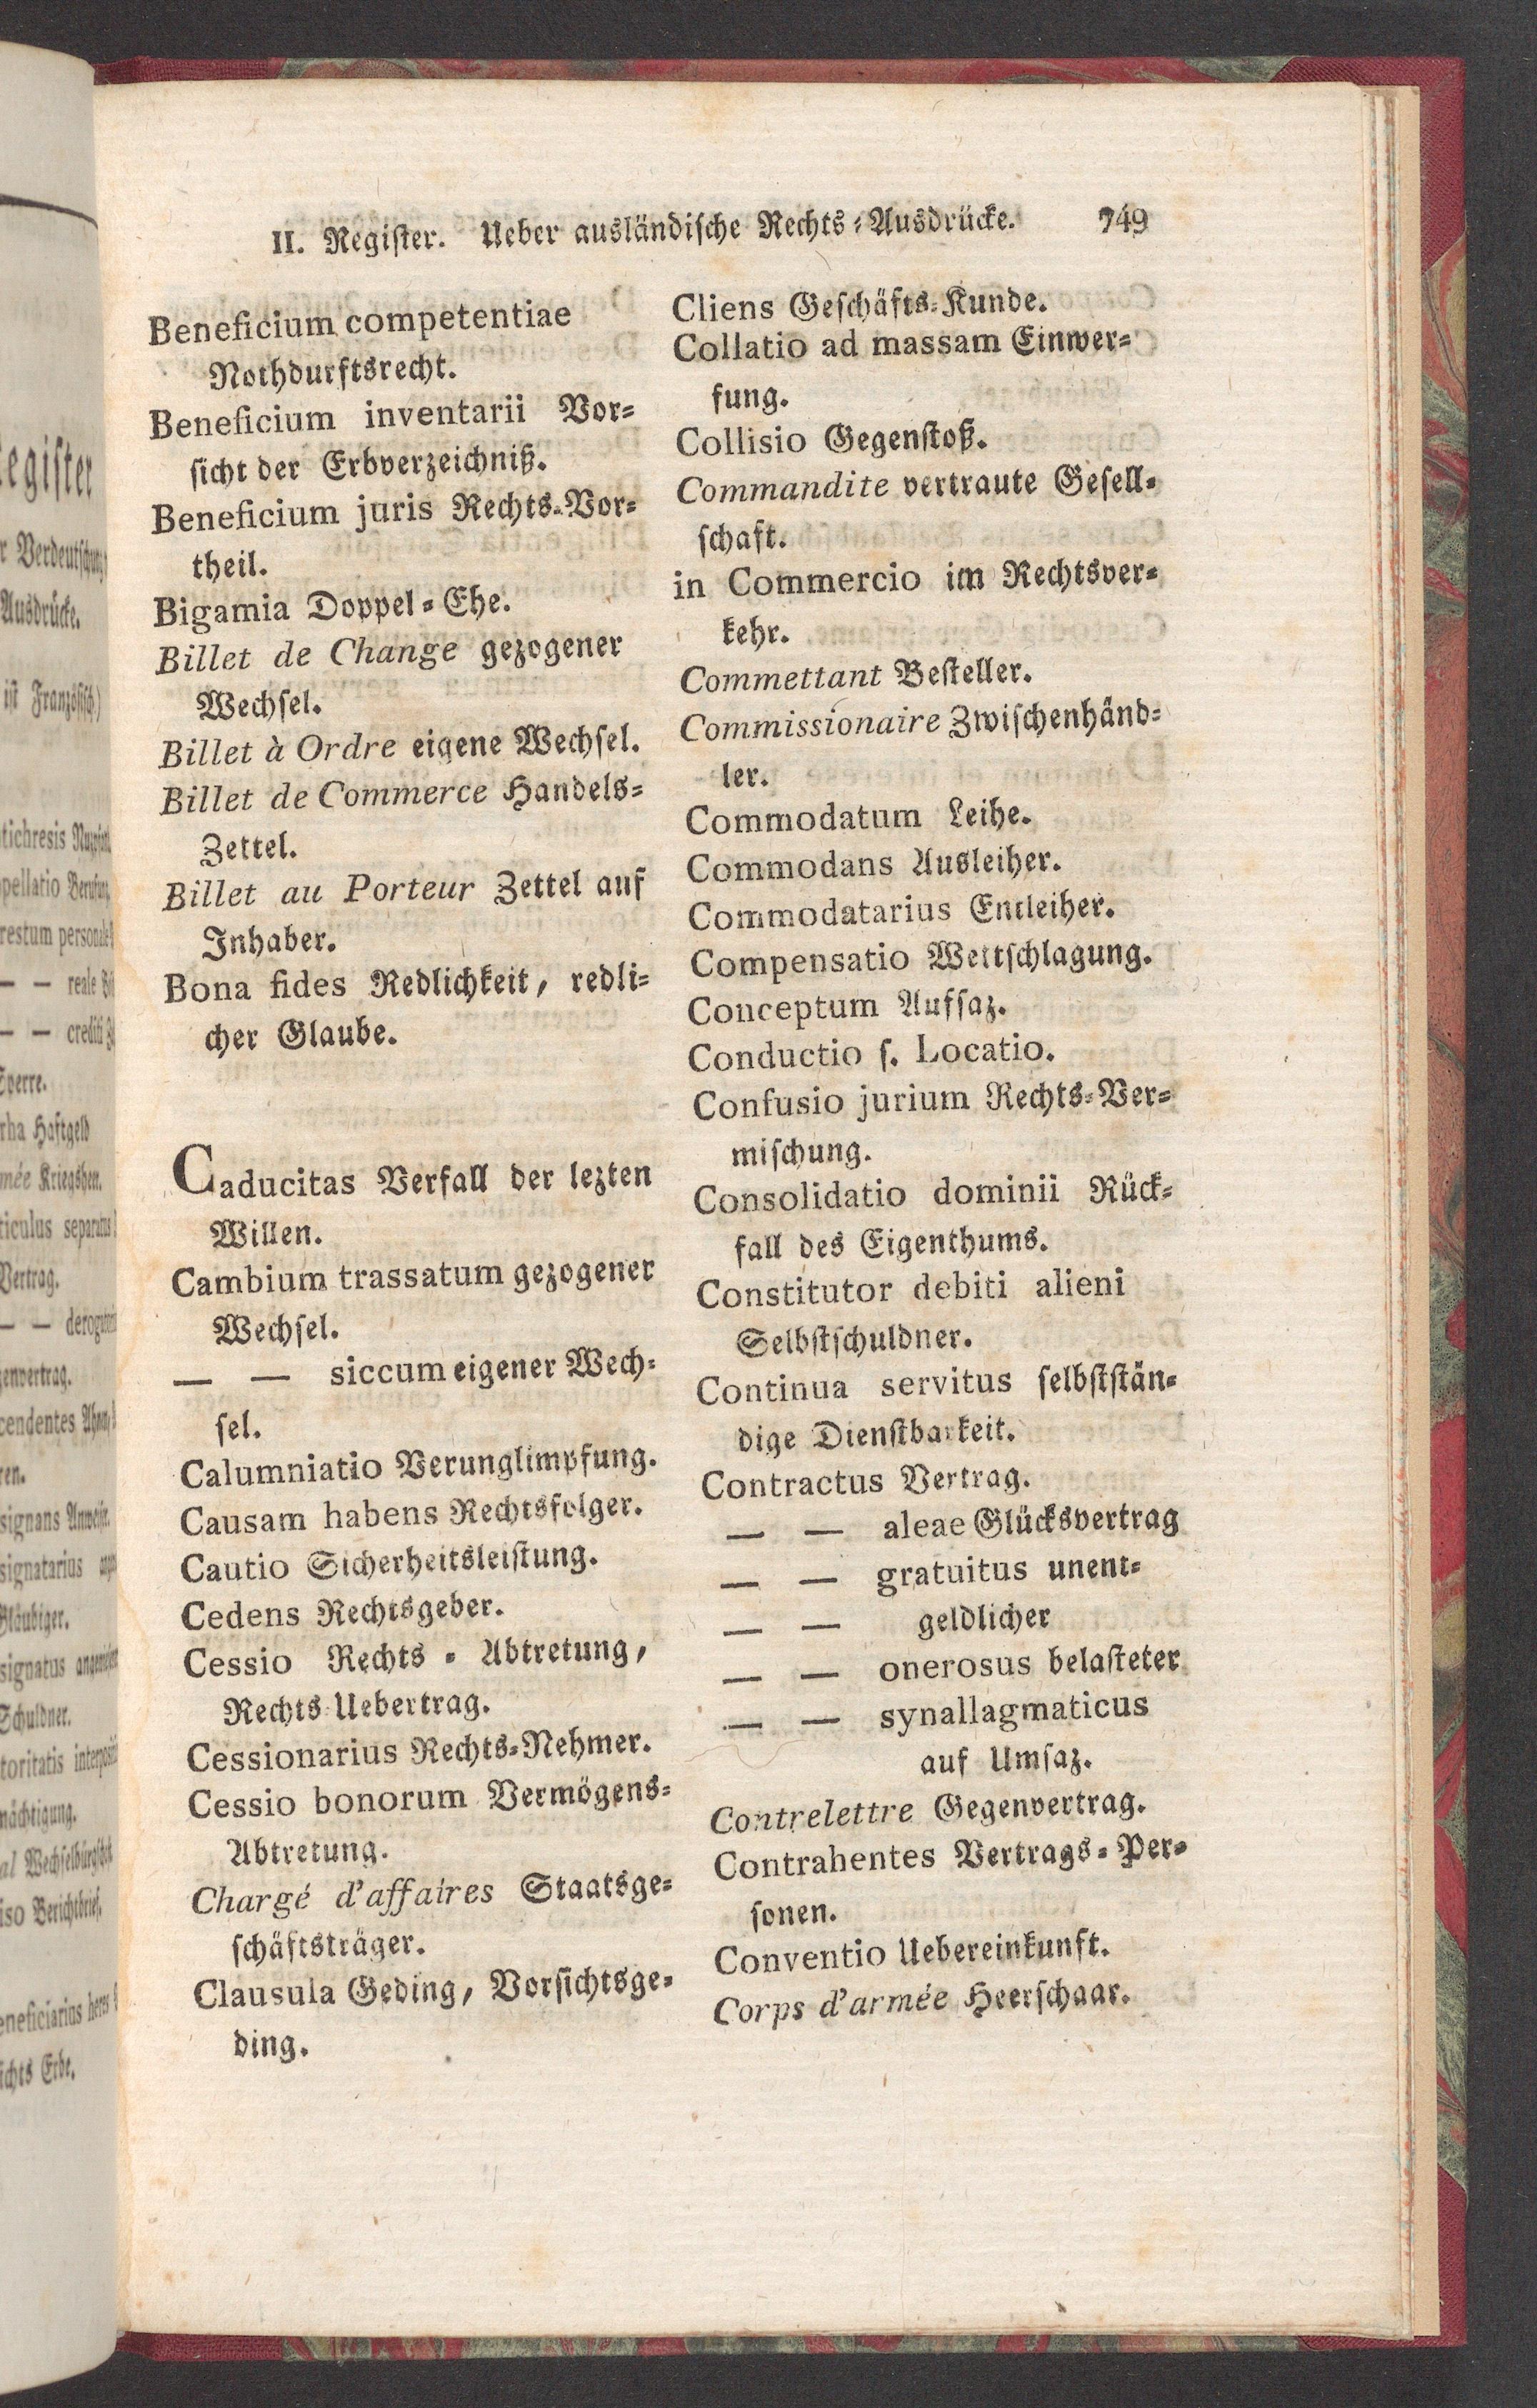 II. Register. Ueber ausländische Rechts-Ausdrücke. 749
Beneficium competentiae
Nothdurftsrecht.
Beneficium inventarii Vor-
sicht der Erbverzeichniß.
Beneficium juris Rechts-Vor-
theil.
Bigamia Doppel-Ehe.
Billet de Change gezogener
Wechsel.
Billet à Ordre eigene Wechsel.
Billet de Commerce Handels-
Zettel.
Billet au Porteur Zettel auf
Inhaber.
Bona fides Redlichkeit, redli-
cher Glaube.
Caducitas Verfall der lezten
Willen.
Cambium trassatum gezogener
Wechsel.
— — siccum eigener Wech-
sel.
Calumniatio Verunglimpfung.
Causam habens Rechtsfolger.
Cautio Sicherheitsleistung.
Cedens Rechtsgeber.
Cessio Rechts-Abtretung,
Rechts-Uebertrag.
Cessionarius Rechts-Nehmer.
Cessio bonorum Vermögens-
Abtretung.
Chargé d'affaires Staatsge-
schäftsträger.
Clausula Geding, Vorsichtsge-
ding.
Cliens Geschäfts-Kunde.
Collatio ad massam Einwer-
fung.
Collisio Gegenstoß.
Commandite vertraute Gesell-
schaft.
in Commercio im Rechtsver-
kehr.
Commettant Besteller.
Commissionaire Zwischenhänd-
ler.
Commodatum Leihe.
Commodans Ausleiher.
Commodatarius Entleiher.
Compensatio Wettschlagung.
Conceptum Aufsaz.
Conductio s. Locatio.
Confusio jurium Rechts-Ver-
mischung.
Consolidatio dominii Rück-
fall des Eigenthums.
Constitutor debiti alieni
Selbstschuldner.
Continua servitus selbststän-
dige Dienstbarkeit.
Contractus Vertrag.
— — aleae Glücksvertrag
— — gratuitus unent-
— — geldlicher
— — onerosus belasteter
— — synallagmaticus
auf Umsaz.
Contrelettre Gegenvertrag.
Contrahentes Vertrags-Per-
sonen.
Conventio Uebereinkunft.
Corps d'armée Heerschaar.